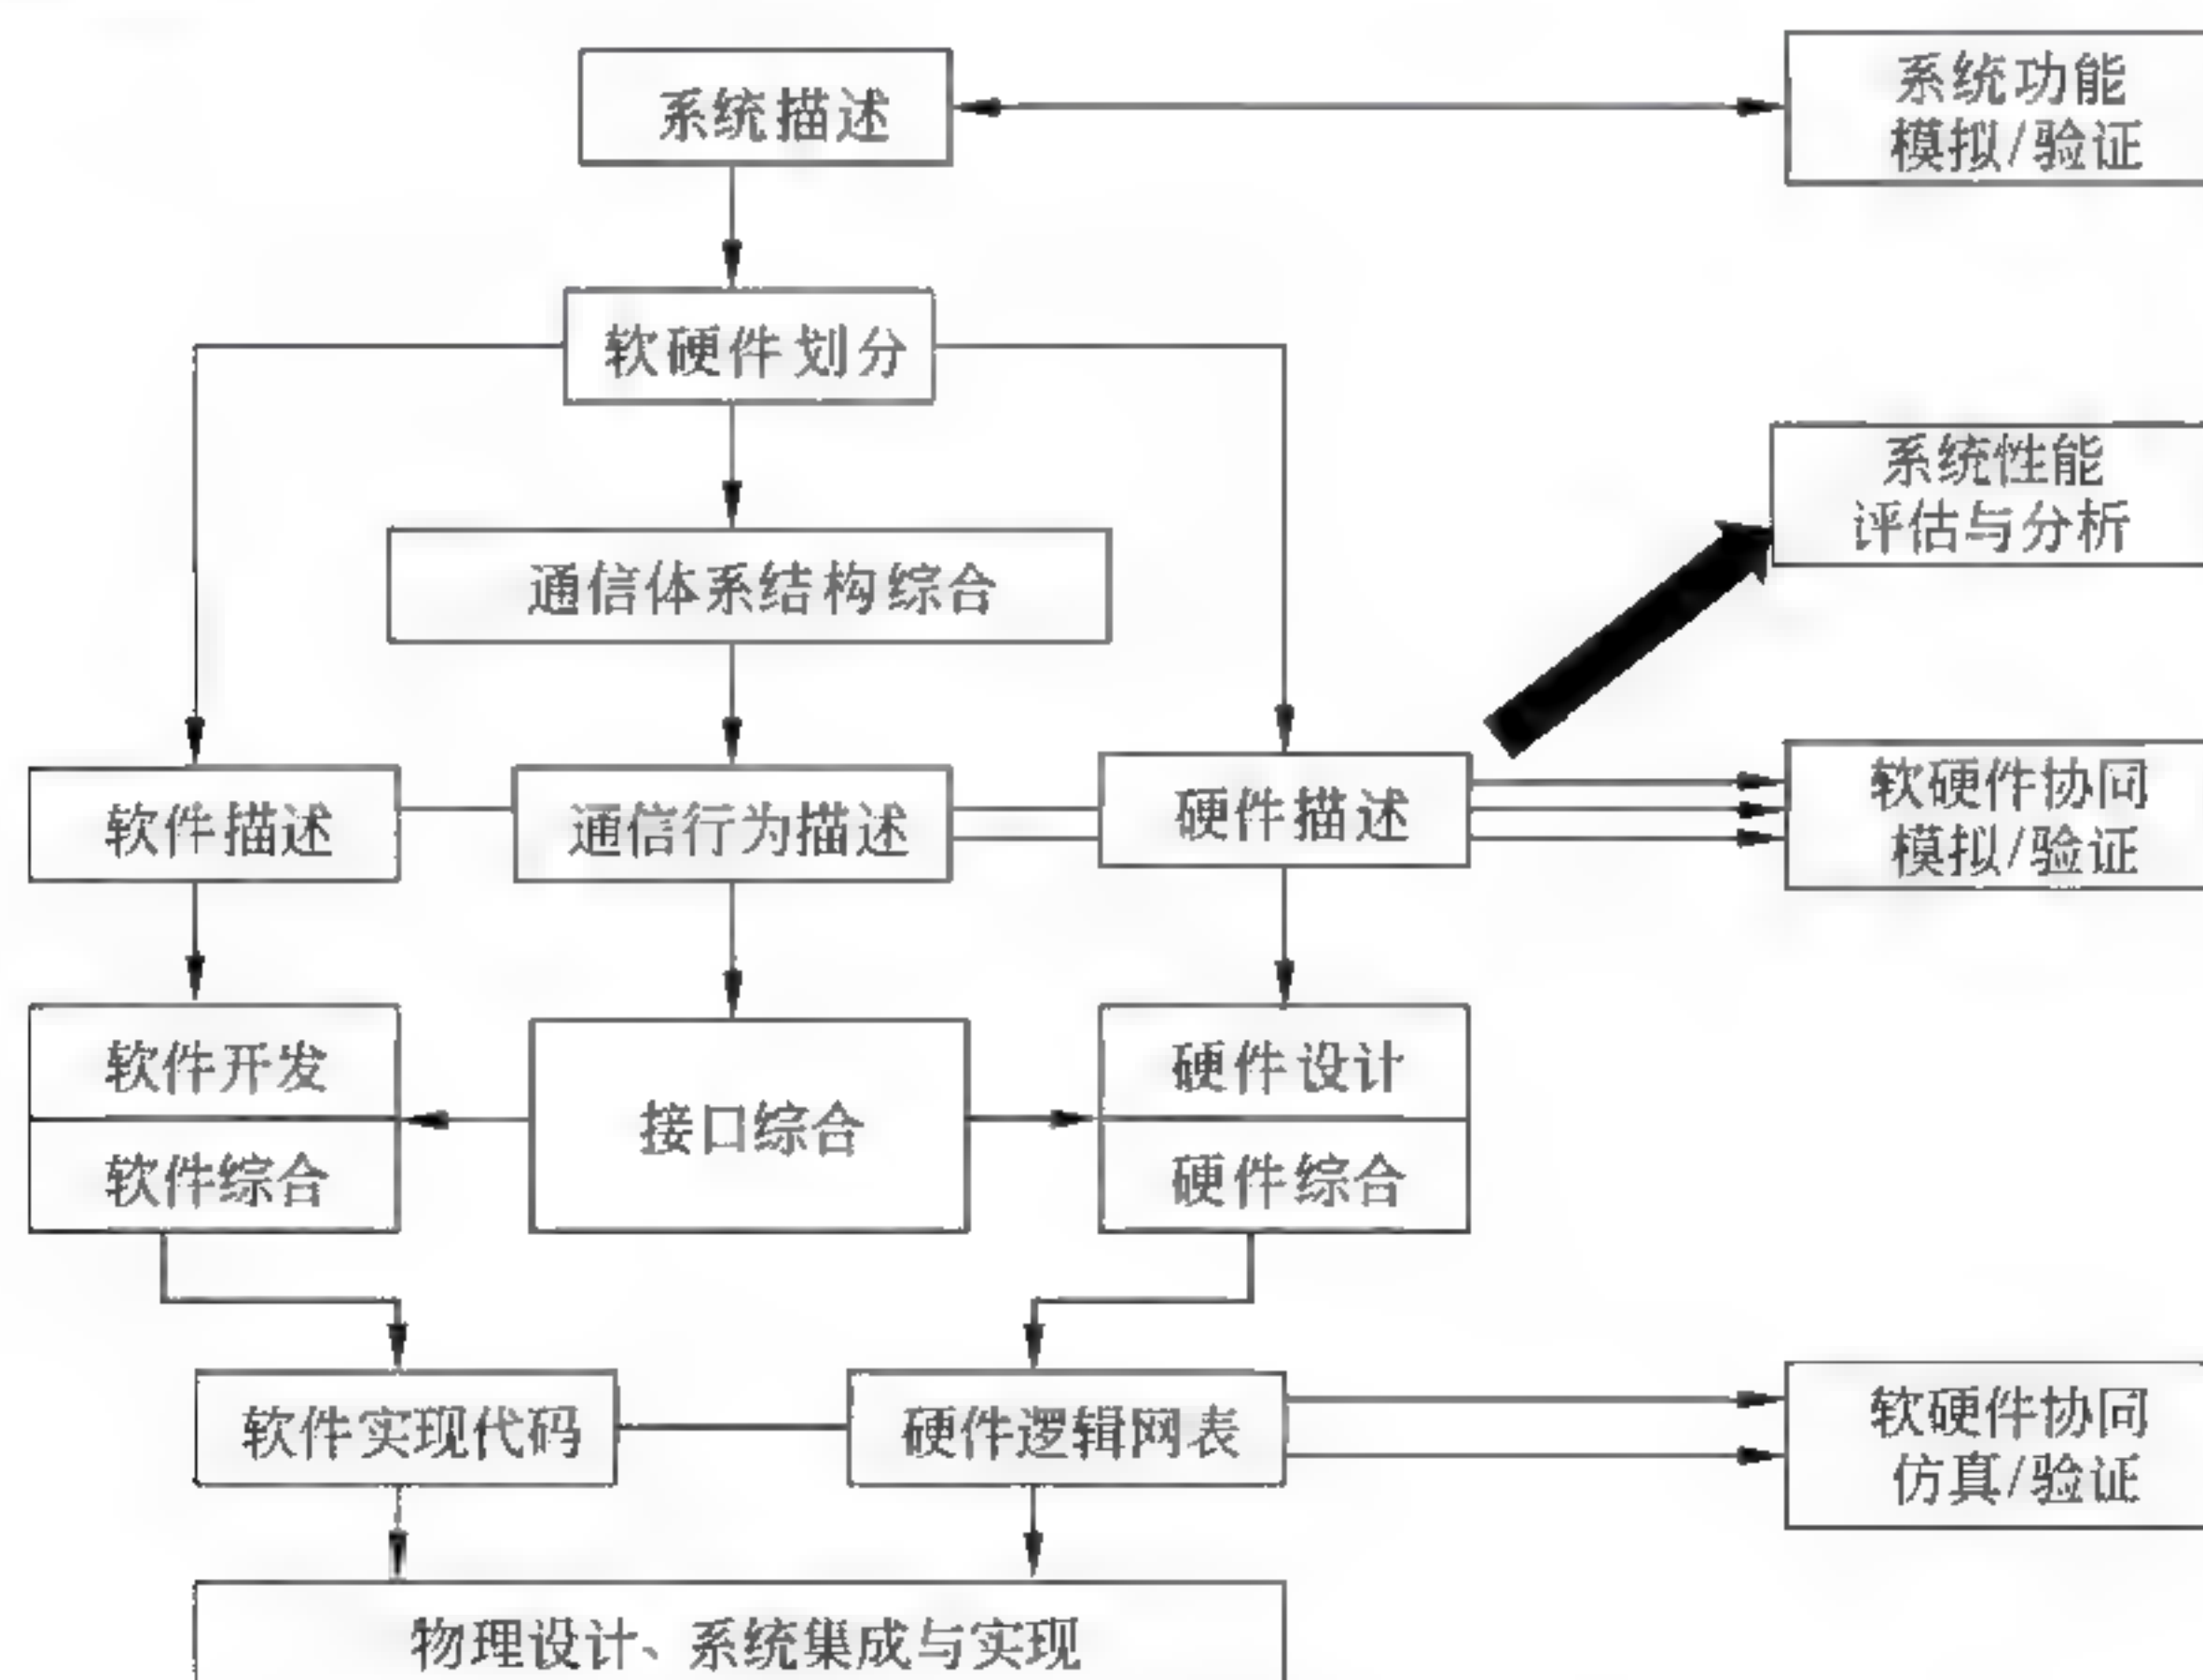 系统描述
系统功能
模拟/验证
软硬件划分
系统性能
评估与分析
通信体系结构综合
软件描述
通信行为描述
硬件描述
软硬件协同
模拟/验证
软件开发
接口综合
硬件设计
软件综合
硬件综合
软件实现代码
硬件逻辑网表
软硬件协同
仿真/验证
物理设计、系统集成与实现